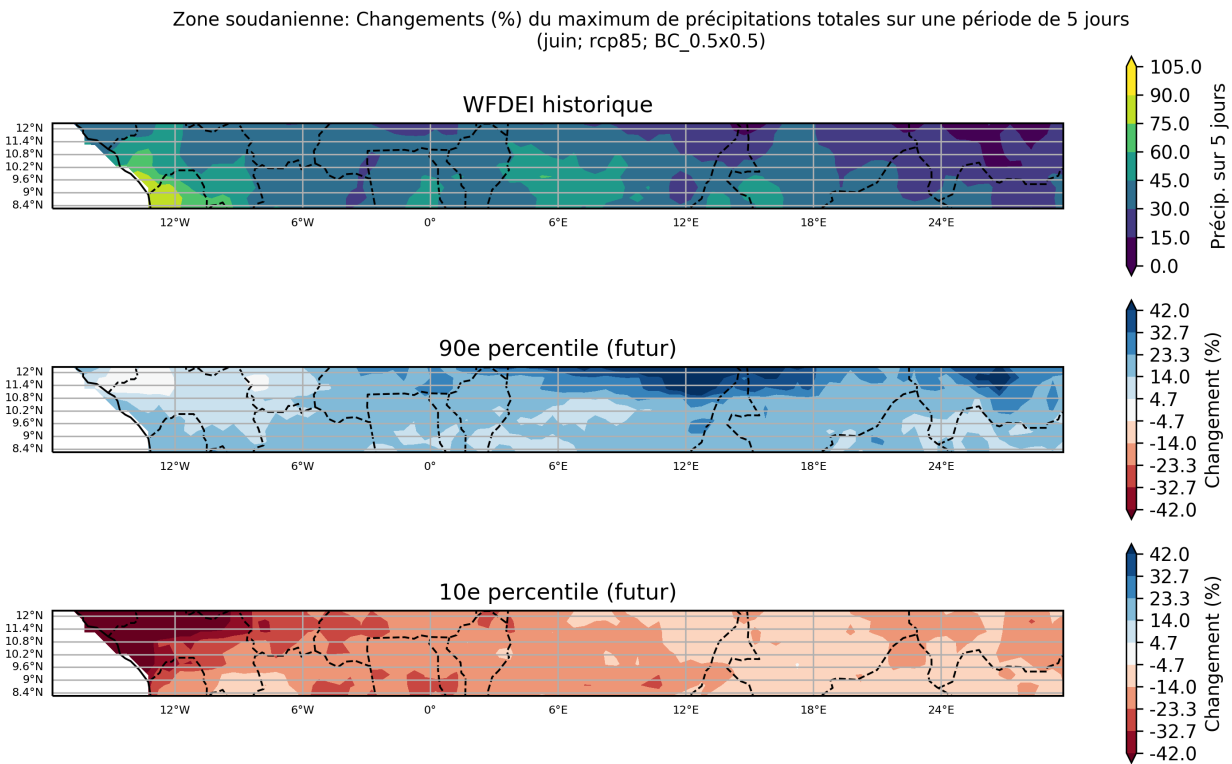 Zone soudanienne: Changements (%) du maximum de précipitations totales sur une période de 5 jours
(juin; rcp85; BC_0.5x0.5)
WFDEI historique
12°N
11.4°N
10.8°N
10.2°N
9.6°N
9°N
8.4°N
12°W
6°W
0°
6°E
12°E
18°E
24°E
105.0
90.0
75.0
60.0
45.0
30.0
15.0
0.0
Précip. sur 5 jours
90e percentile (futur)
12°N
11.4°N
10.8°N
10.2°N
9.6°N
9°N
8.4°N
12°W
6°W
0°
6°E
12°E
18°E
24°E
42.0
32.7
23.3
14.0
4.7
-4.7
-14.0
-23.3
-32.7
-42.0
Changement (%)
10e percentile (futur)
12°N
11.4°N
10.8°N
10.2°N
9.6°N
9°N
8.4°N
12°W
6°W
0°
6°E
12°E
18°E
24°E
42.0
32.7
23.3
14.0
4.7
-4.7
-14.0
-23.3
-32.7
-42.0
Changement (%)